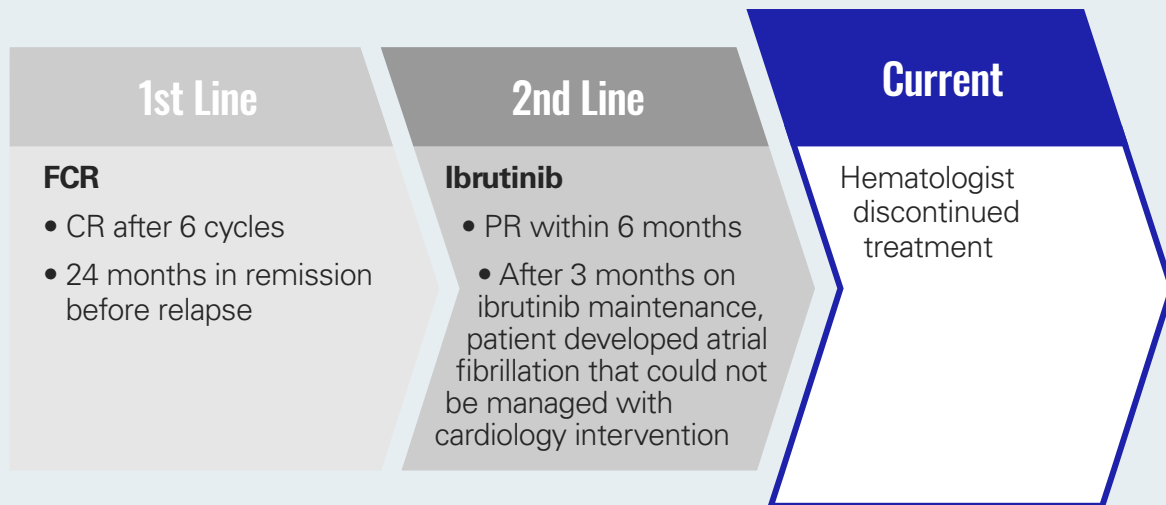 1st Line
FCR
• CR after 6 cycles
• 24 months in remission
before relapse
2nd Line
Ibrutinib
• PR within 6 months
• After 3 months on
ibrutinib maintenance,
patient developed atrial
fibrillation that could not
be managed with
cardiology intervention
Current
Hematologist
discontinued
treatment